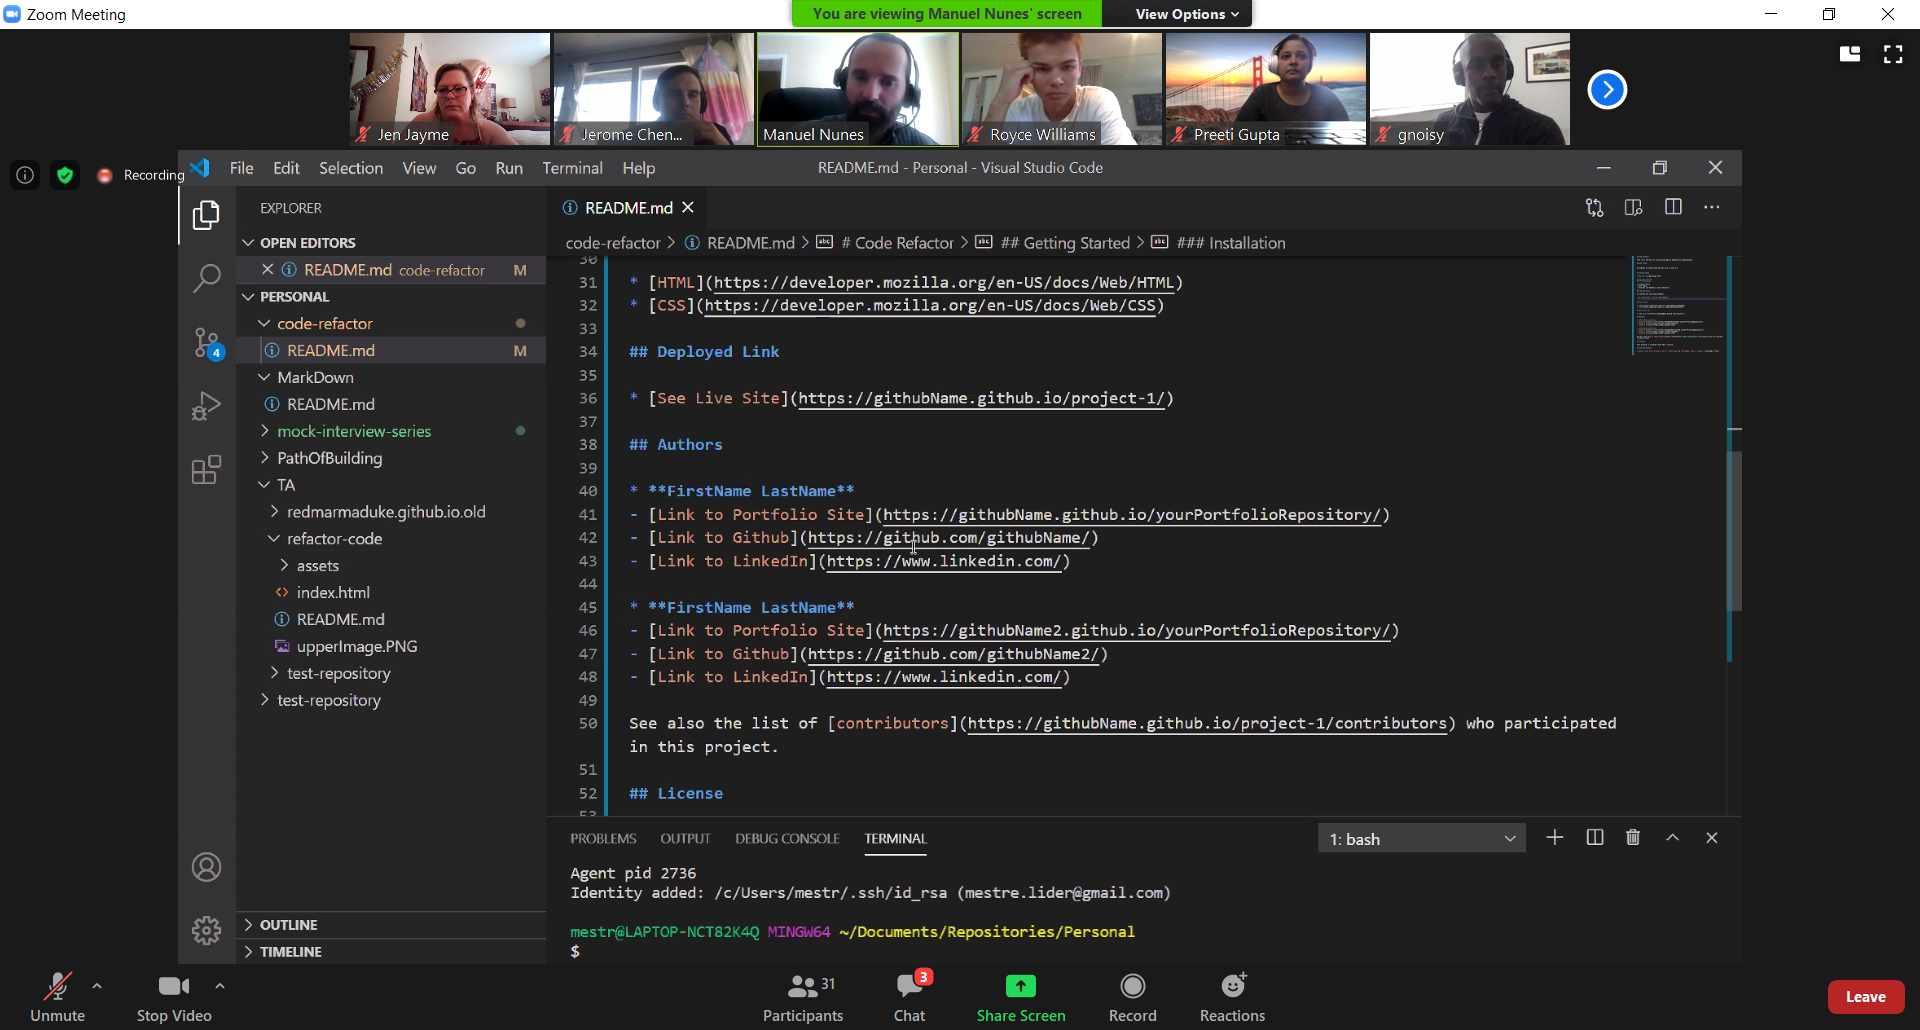 Zoom Meeting
You are viewing Manuel Nunes' screen
View Options
Jen Jayme
Jerome Chen...
Manuel Nunes
Royce Williams
Preeti Gupta
gnoisy
Recording
File Edit Selection View Go Run Terminal Help
README.md - Personal - Visual Studio Code
EXPLORER
OPEN EDITORS
README.md code-refactor M
PERSONAL
code-refactor
README.md M
MarkDown
README.md
mock-interview-series
PathOfBuilding
TA
redmarmaduke.github.io.old
refactor-code
assets
index.html
README.md
upperImage.PNG
test-repository
test-repository
OUTLINE
TIMELINE
4
README.md
code-refactor > README.md > # Code Refactor > ## Getting Started > ### Installation
30
31 * [HTML](https://developer.mozilla.org/en-US/docs/Web/HTML)
32 * [CSS](https://developer.mozilla.org/en-US/docs/Web/CSS)
33
34 ## Deployed Link
35
36 * [See Live Site](https://githubName.github.io/project-1/)
37
38 ## Authors
39
40 * **FirstName LastName**
41 - [Link to Portfolio Site](https://githubName.github.io/yourPortfolioRepository/)
42 - [Link to Github](https://github.com/githubName/)
43 - [Link to LinkedIn](https://www.linkedin.com/)
44
45 * **FirstName LastName**
46 - [Link to Portfolio Site](https://githubName2.github.io/yourPortfolioRepository/)
47 - [Link to Github](https://github.com/githubName2/)
48 - [Link to LinkedIn](https://www.linkedin.com/)
49
50 See also the list of [contributors](https://githubName.github.io/project-1/contributors) who participated
in this project.
51
52 ## License
53
PROBLEMS OUTPUT DEBUG CONSOLE TERMINAL
1: bash
Agent pid 2736
Identity added: /c/Users/mestr/.ssh/id_rsa (mestre.lider@gmail.com)
mestr@LAPTOP-NCT82K4Q MINGW64 ~/Documents/Repositories/Personal
$
Unmute
Stop Video
31
Participants
3
Chat
Share Screen
Record
Reactions
Leave